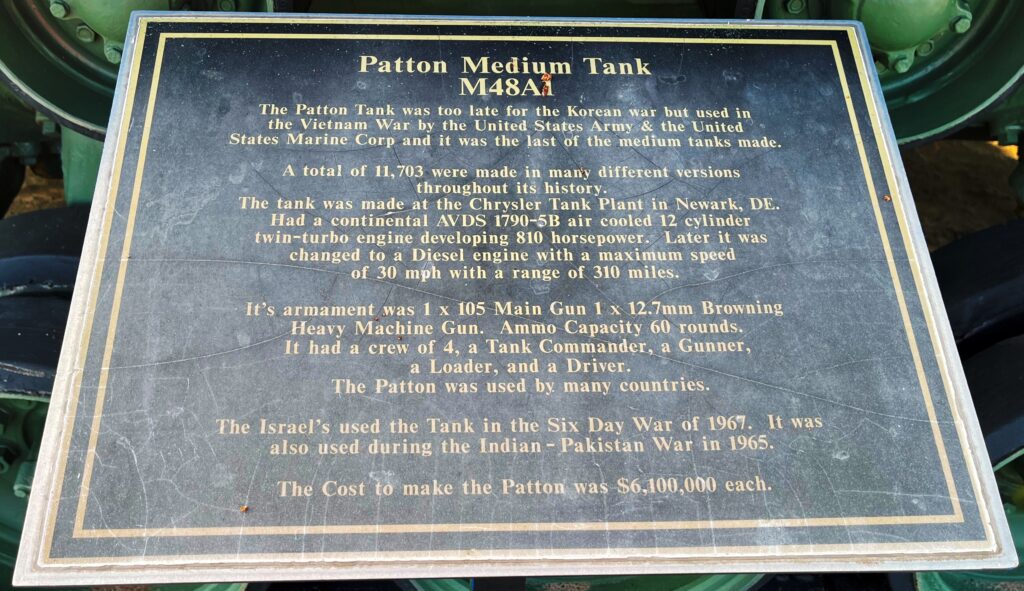 Patton Medium Tank
M48A1
The Patton Tank was too late for the Korean war but used in
the Vietnam War by the United States Army & the United
States Marine Corp and it was the last of the medium tanks made.
A total of 11,703 were made in many different versions
throughout its history.
The tank was made at the Chrysler Tank Plant in Newark, DE.
Had a continental AVDS 1790-5B air cooled 12 cylinder
twin-turbo engine developing 810 horsepower. Later it was
changed to a Diesel engine with a maximum speed
of 30 mph with a range of 310 miles.
It's armament was 1 x 105 Main Gun 1 x 12.7mm Browning
Heavy Machine Gun. Ammo Capacity 60 rounds.
It had a crew of 4, a Tank Commander, a Gunner,
a Loader, and a Driver.
The Patton was used by many countries.
The Israel's used the Tank in the Six Day War of 1967. It was
also used during the Indian-Pakistan War in 1965.
The Cost to make the Patton was $6,100,000 each.